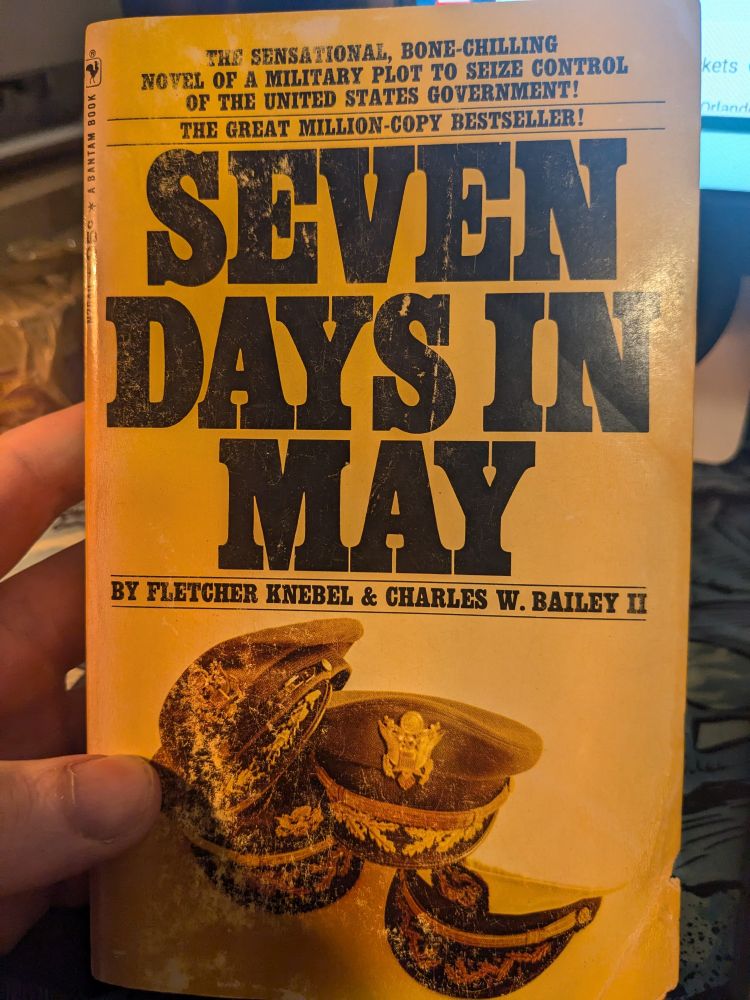 THE SENSATIONAL, BONE-CHILLING
NOVEL OF A MILITARY PLOT TO SEIZE CONTROL
OF THE UNITED STATES GOVERNMENT!
THE GREAT MILLION-COPY BESTSELLER!
SEVEN
DAYS IN
MAY
BY FLETCHER KNEBEL & CHARLES W. BAILEY II
A BANTAM BOOK